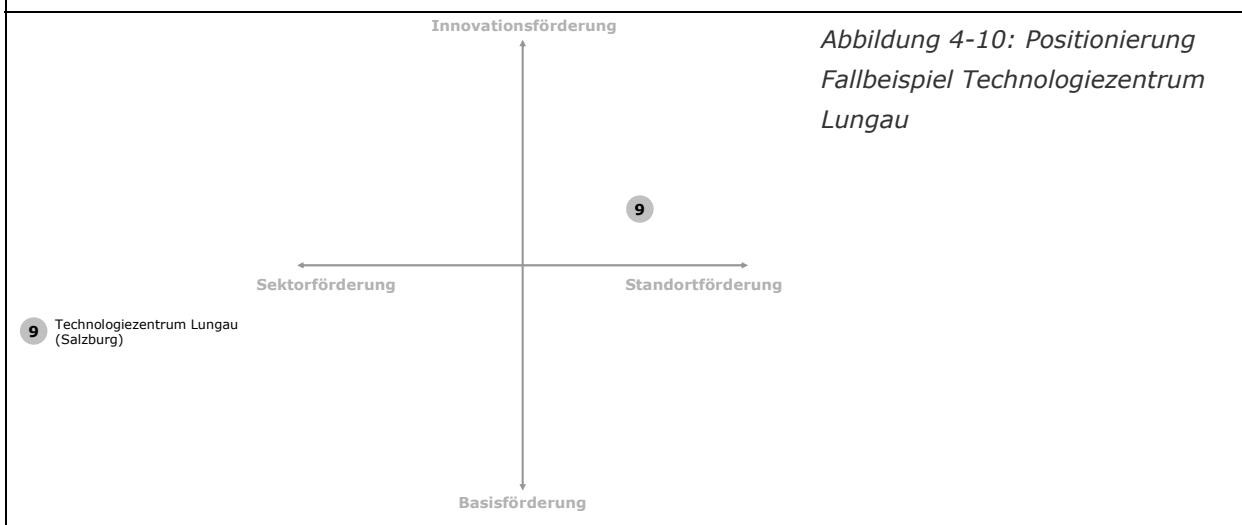 Innovationsförderung
Abbildung 4-10: Positionierung
Fallbeispiel Technologiezentrum
Lungau
9
Sektorförderung
Standortförderung
9 Technologiezentrum Lungau
(Salzburg)
Basisförderung